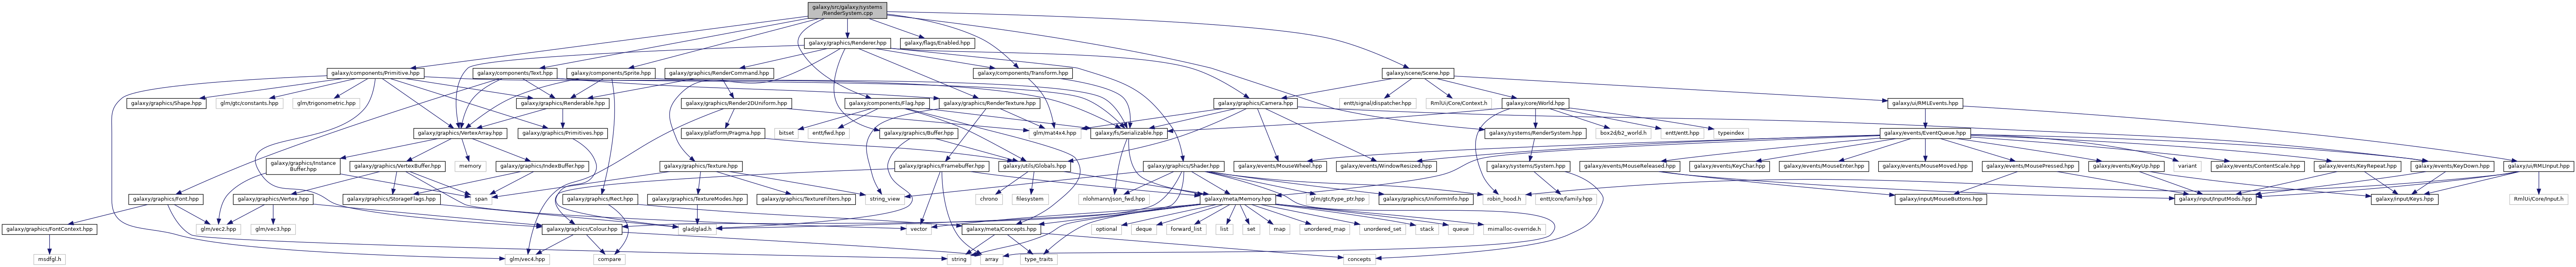 galaxy/src/galaxy/systems
/RenderSystem.cpp
galaxy/graphics/Renderer.hpp
galaxy/flags/Enabled.hpp
galaxy/components/Primitive.hpp
galaxy/components/Text.hpp
galaxy/components/Sprite.hpp
galaxy/graphics/RenderCommand.hpp
galaxy/components/Transform.hpp
galaxy/scene/Scene.hpp
galaxy/graphics/Shape.hpp
glm/gtc/constants.hpp
glm/trigonometric.hpp
galaxy/graphics/Renderable.hpp
galaxy/graphics/Render2DUniform.hpp
galaxy/components/Flag.hpp
galaxy/graphics/RenderTexture.hpp
galaxy/graphics/Camera.hpp
entt/signal/dispatcher.hpp
RmlUi/Core/Context.h
galaxy/core/World.hpp
galaxy/ui/RMLEvents.hpp
galaxy/graphics/VertexArray.hpp
galaxy/graphics/Primitives.hpp
galaxy/platform/Pragma.hpp
bitset
entt/fwd.hpp
galaxy/graphics/Buffer.hpp
glm/mat4x4.hpp
galaxy/fs/Serializable.hpp
galaxy/systems/RenderSystem.hpp
box2d/b2_world.h
entt/entt.hpp
typeindex
galaxy/events/EventQueue.hpp
galaxy/graphics/Instance
Buffer.hpp
galaxy/graphics/VertexBuffer.hpp
memory
galaxy/graphics/IndexBuffer.hpp
galaxy/graphics/Texture.hpp
galaxy/graphics/Framebuffer.hpp
galaxy/utils/Globals.hpp
galaxy/graphics/Shader.hpp
galaxy/events/MouseWheel.hpp
galaxy/events/WindowResized.hpp
galaxy/systems/System.hpp
galaxy/events/MouseReleased.hpp
galaxy/events/KeyChar.hpp
galaxy/events/MouseEnter.hpp
galaxy/events/MouseMoved.hpp
galaxy/events/MousePressed.hpp
galaxy/events/KeyUp.hpp
variant
galaxy/events/ContentScale.hpp
galaxy/events/KeyRepeat.hpp
galaxy/events/KeyDown.hpp
galaxy/ui/RMLInput.hpp
galaxy/graphics/Font.hpp
galaxy/graphics/Vertex.hpp
galaxy/graphics/StorageFlags.hpp
span
galaxy/graphics/Rect.hpp
galaxy/graphics/TextureModes.hpp
galaxy/graphics/TextureFilters.hpp
string_view
chrono
filesystem
nlohmann/json_fwd.hpp
galaxy/meta/Memory.hpp
glm/gtc/type_ptr.hpp
galaxy/graphics/UniformInfo.hpp
robin_hood.h
entt/core/family.hpp
galaxy/input/MouseButtons.hpp
galaxy/input/InputMods.hpp
galaxy/input/Keys.hpp
RmlUi/Core/Input.h
galaxy/graphics/FontContext.hpp
glm/vec2.hpp
glm/vec3.hpp
galaxy/graphics/Colour.hpp
glad/glad.h
vector
galaxy/meta/Concepts.hpp
optional
deque
forward_list
list
set
map
unordered_map
unordered_set
stack
queue
mimalloc-override.h
msdfgl.h
glm/vec4.hpp
compare
string
array
type_traits
concepts